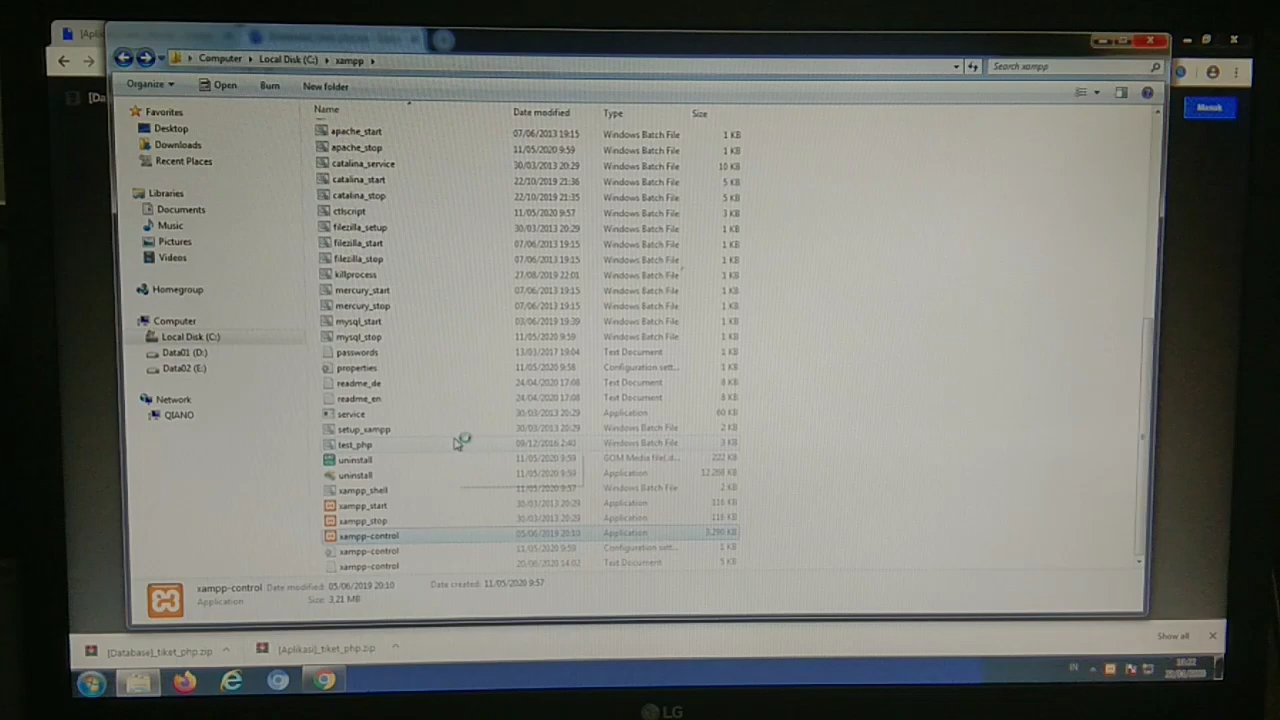 Computer Local Disk (C:) xampp
Search xampp
Organize Open Burn New folder
Masuk
Favorites
Desktop
Downloads
Recent Places
Libraries
Documents
Music
Pictures
Videos
Homegroup
Computer
Local Disk (C:)
Data01 (D:)
Data02 (E:)
Network
QIANO
Name Date modified Type Size
apache_start 07/06/2013 19:15 Windows Batch File 1 KB
apache_stop 11/05/2020 9:59 Windows Batch File 1 KB
catalina_service 30/03/2013 20:29 Windows Batch File 10 KB
catalina_start 22/10/2019 21:36 Windows Batch File 5 KB
catalina_stop 22/10/2019 21:35 Windows Batch File 5 KB
ctlscript 11/05/2020 9:57 Windows Batch File 3 KB
filezilla_setup 30/03/2013 20:29 Windows Batch File 1 KB
filezilla_start 07/06/2013 19:15 Windows Batch File 1 KB
filezilla_stop 07/06/2013 19:15 Windows Batch File 1 KB
killprocess 27/08/2019 22:01 Windows Batch File 1 KB
mercury_start 07/06/2013 19:15 Windows Batch File 1 KB
mercury_stop 07/06/2013 19:15 Windows Batch File 1 KB
mysql_start 03/06/2019 19:39 Windows Batch File 1 KB
mysql_stop 11/05/2020 9:59 Windows Batch File 1 KB
passwords 13/03/2017 19:04 Text Document 1 KB
properties 11/05/2020 9:58 Configuration sett... 1 KB
readme_de 24/04/2020 17:08 Text Document 8 KB
readme_en 24/04/2020 17:08 Text Document 8 KB
service 30/03/2013 20:29 Application 60 KB
setup_xampp 30/03/2013 20:29 Windows Batch File 2 KB
test_php 09/12/2016 2:40 Windows Batch File 3 KB
uninstall 11/05/2020 9:59 GOM Media file(.d... 222 KB
uninstall 11/05/2020 9:59 Application 12.268 KB
xampp_shell 11/05/2020 9:57 Windows Batch File 2 KB
xampp_start 30/03/2013 20:29 Application 116 KB
xampp_stop 30/03/2013 20:29 Application 116 KB
xampp-control 05/06/2019 20:10 Application 3.290 KB
xampp-control 11/05/2020 9:59 Configuration sett... 1 KB
xampp-control 20/06/2020 14:02 Text Document 5 KB
xampp-control Date modified: 05/06/2019 20:10 Date created: 11/05/2020 9:57
Application Size: 3,21 MB
[Database]_tiket_php.zip [Aplikasi]_tiket_php.zip Show all
IN
LG